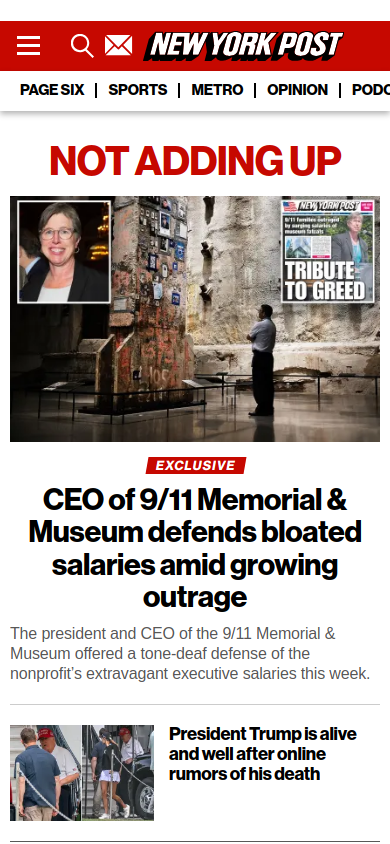 NEW YORK POST
PAGE SIX | SPORTS | METRO | OPINION | PODC
NOT ADDING UP
NEW YORK POST
9/11 families outraged
by surging salaries of
museum fatcats
TRIBUTE
TO GREED
EXCLUSIVE
CEO of 9/11 Memorial &
Museum defends bloated
salaries amid growing
outrage
The president and CEO of the 9/11 Memorial &
Museum offered a tone-deaf defense of the
nonprofit’s extravagant executive salaries this week.
President Trump is alive
and well after online
rumors of his death